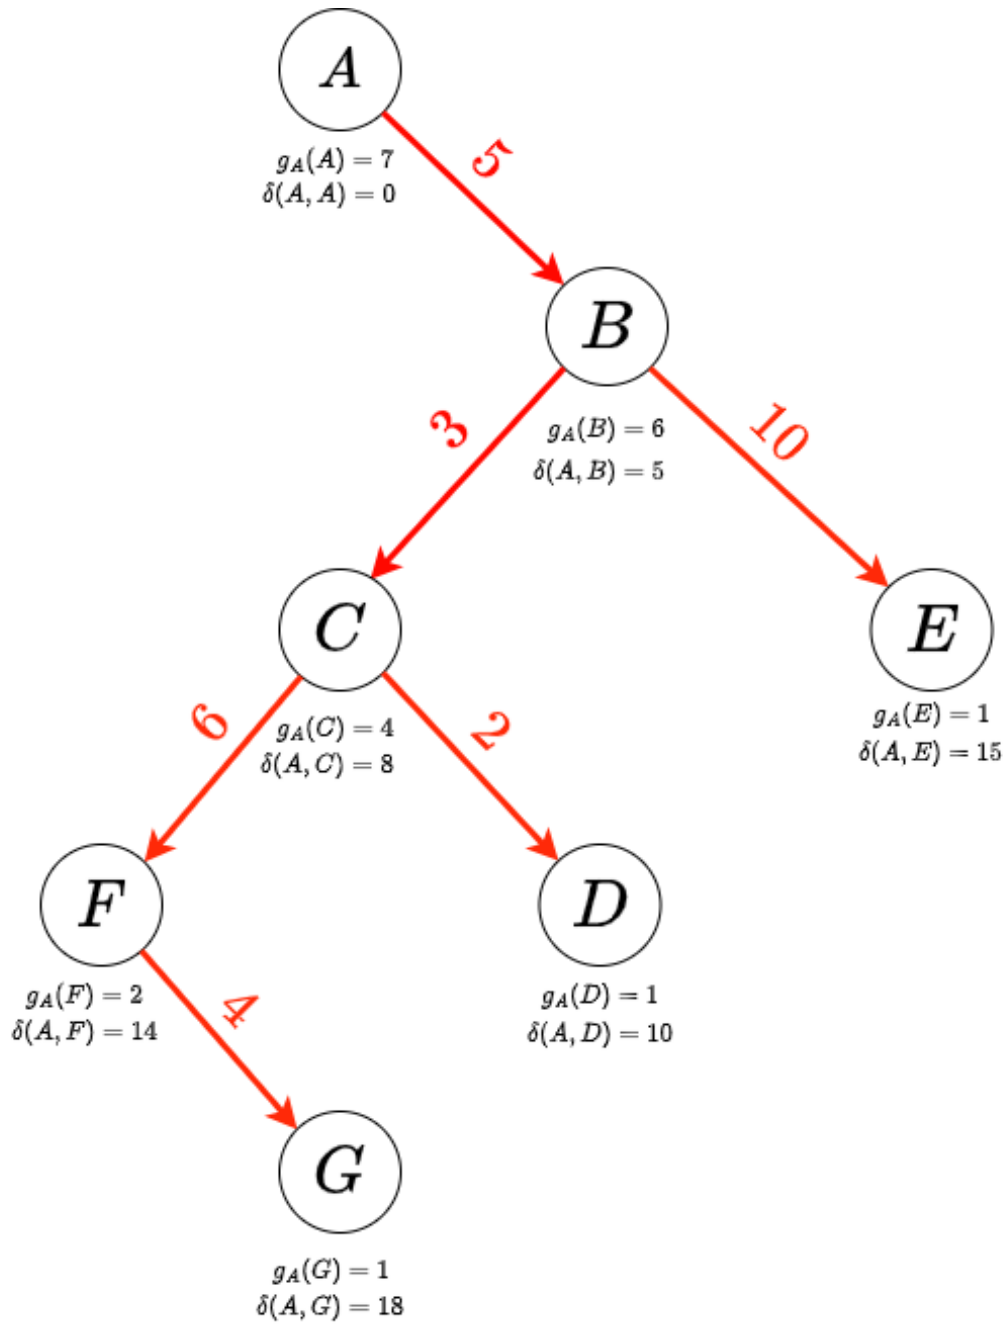 A
g_A(A) = 7
δ(A, A) = 0
5
B
g_A(B) = 6
δ(A, B) = 5
3
10
C
g_A(C) = 4
δ(A, C) = 8
E
g_A(E) = 1
δ(A, E) = 15
6
2
F
g_A(F) = 2
δ(A, F) = 14
D
g_A(D) = 1
δ(A, D) = 10
4
G
g_A(G) = 1
δ(A, G) = 18